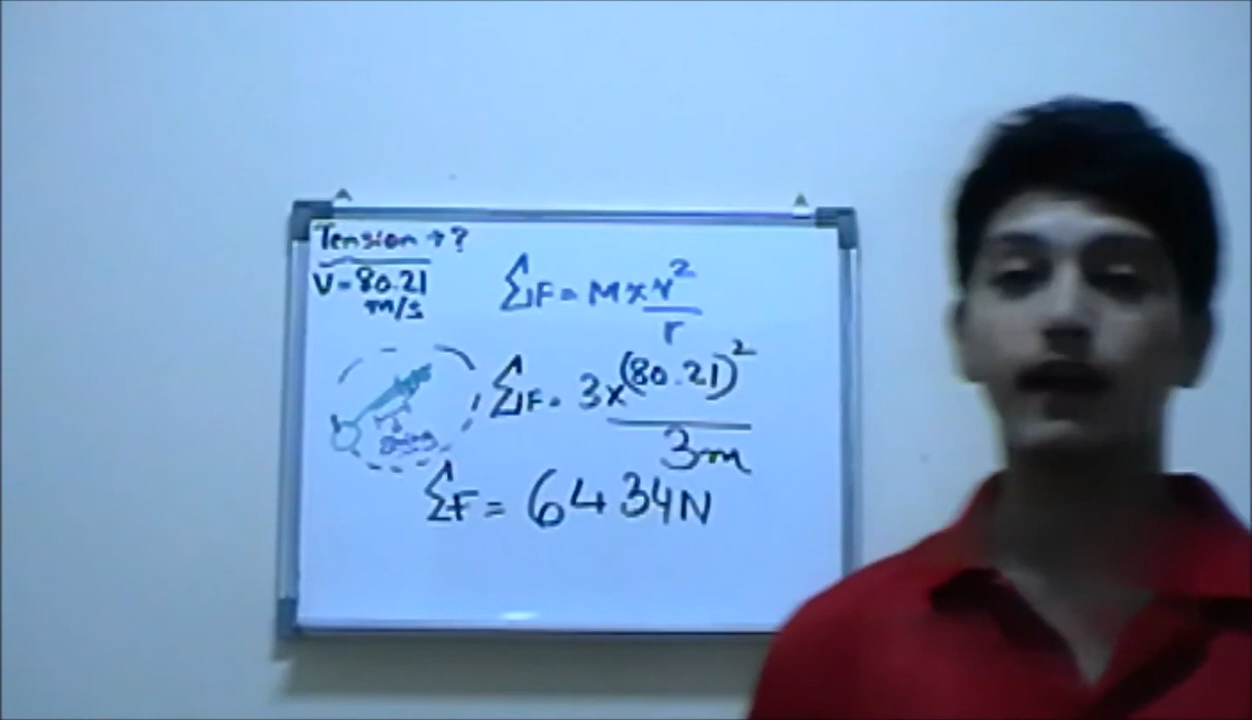 Tension → ?
V = 80.21
m/s
ΣF = M x v²
r
ΣF = 3 x (80.21)²
3m
ΣF = 6434N